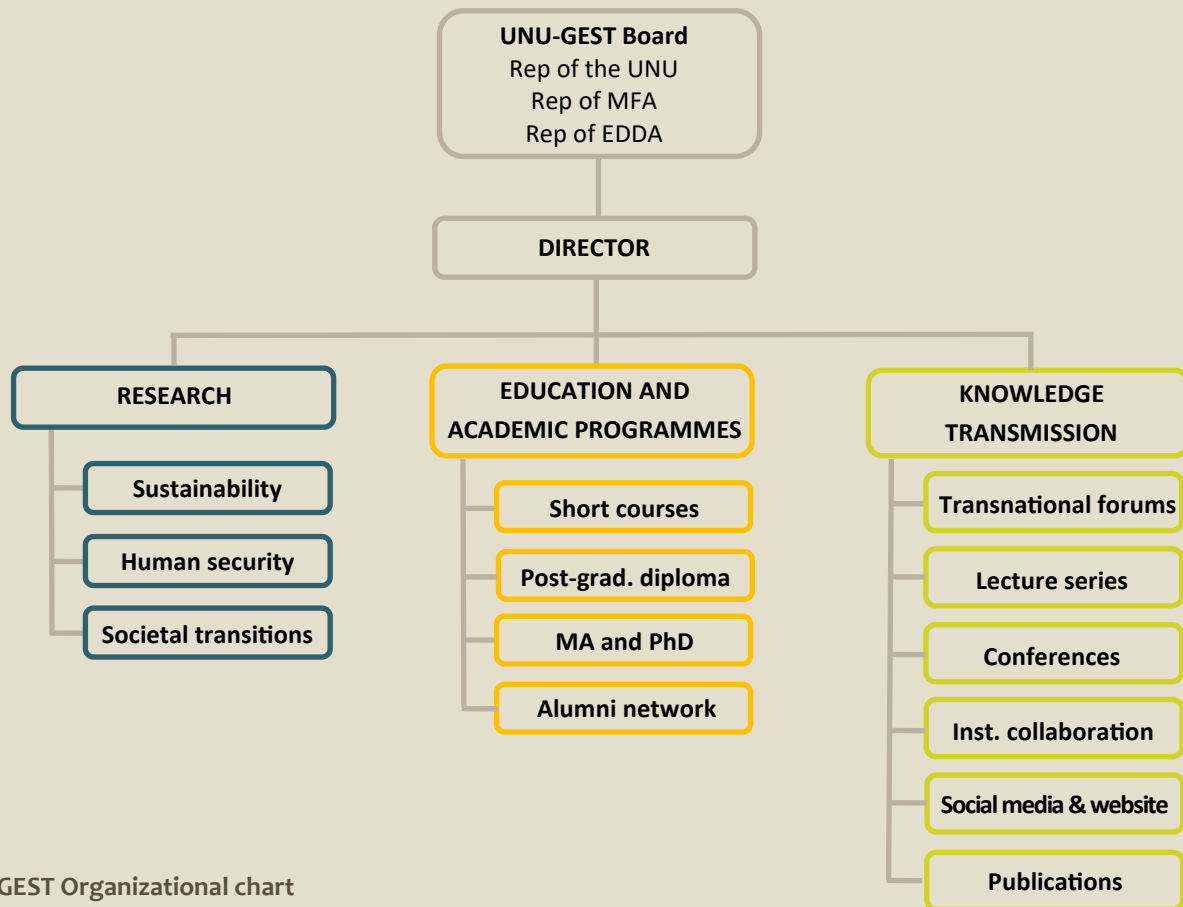 UNU-GEST Board
Rep of the UNU
Rep of MFA
Rep of EDDA
DIRECTOR
RESEARCH
Sustainability
Human security
Societal transitions
EDUCATION AND
ACADEMIC PROGRAMMES
Short courses
Post-grad. diploma
MA and PhD
Alumni network
KNOWLEDGE
TRANSMISSION
Transnational forums
Lecture series
Conferences
Inst. collaboration
Social media & website
Publications
GEST Organizational chart